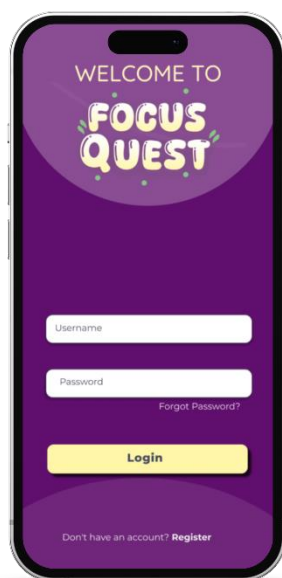 WELCOME TO
FOCUS
QUEST
Username
Password
Forgot Password?
Login
Don't have an account? Register